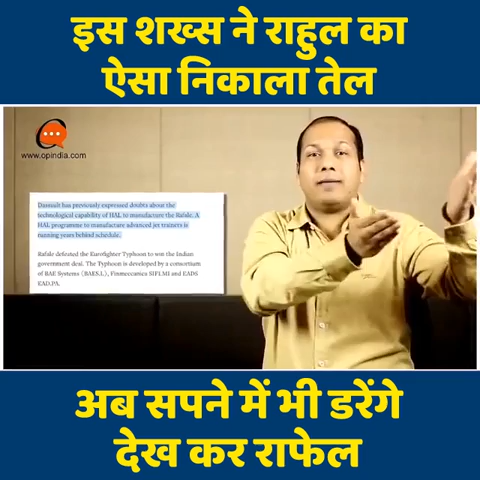 इस शख्स ने राहुल का
ऐसा निकाला तेल
www.opindia.com
Dassault has previously expressed doubts about the
technological capability of HAL to manufacture the Rafale. A
HAL programme to manufacture advanced jet trainers is
running years behind schedule.
Rafale defeated the Eurofighter Typhoon to win the Indian
government deal. The Typhoon is developed by a consortium
of BAE Systems (BAES.L), Finmeccanica SIFI.MI and EADS
EAD.PA.
अब सपने में भी डरेंगे
देख कर राफेल